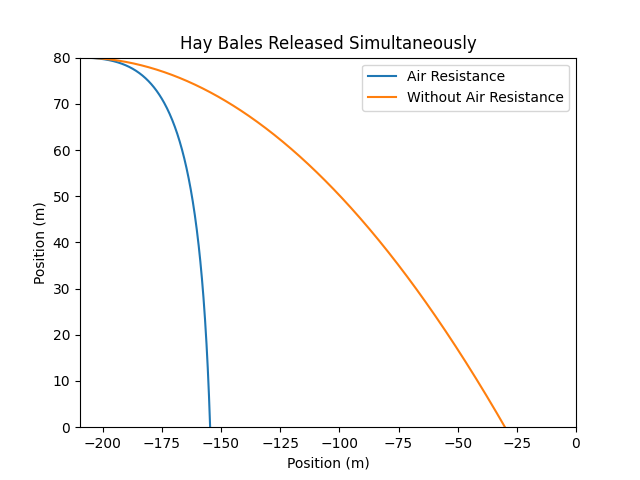 Hay Bales Released Simultaneously
Air Resistance
Without Air Resistance
80
70
60
50
40
30
20
10
0
Position (m)
−200 −175 −150 −125 −100 −75 −50 −25 0
Position (m)